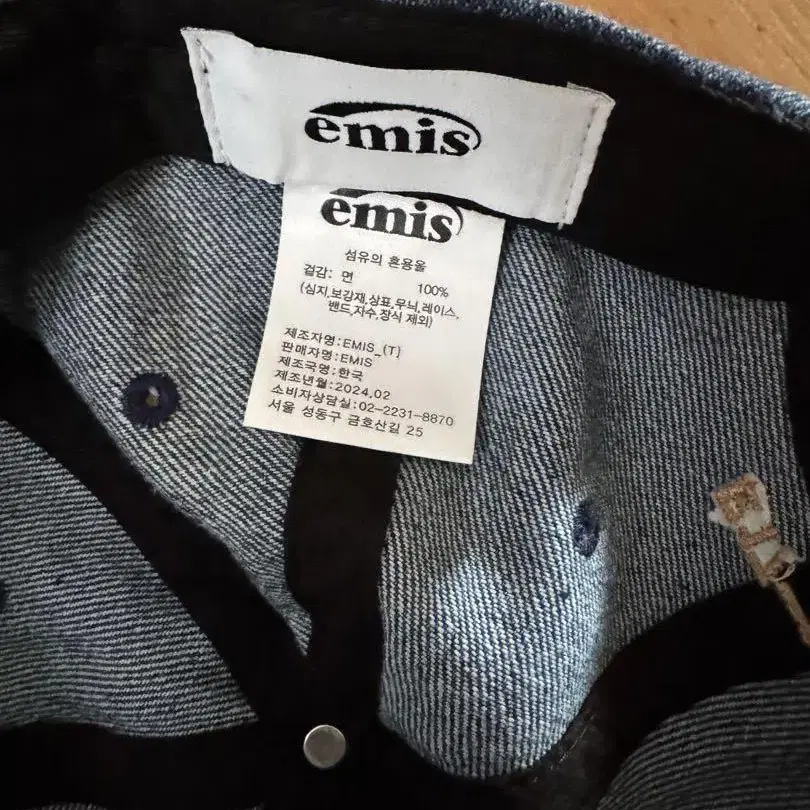 emis
emis
섬유의 혼용율
겉감: 면 100%
(심지,보강재,상표,무늬,레이스,
밴드,자수,장식 제외)
제조자명:EMIS_(T)
판매자명:EMIS
제조국명:한국
제조년월:2024.02
소비자상담실:02-2231-8870
서울 성동구 금호산길 25